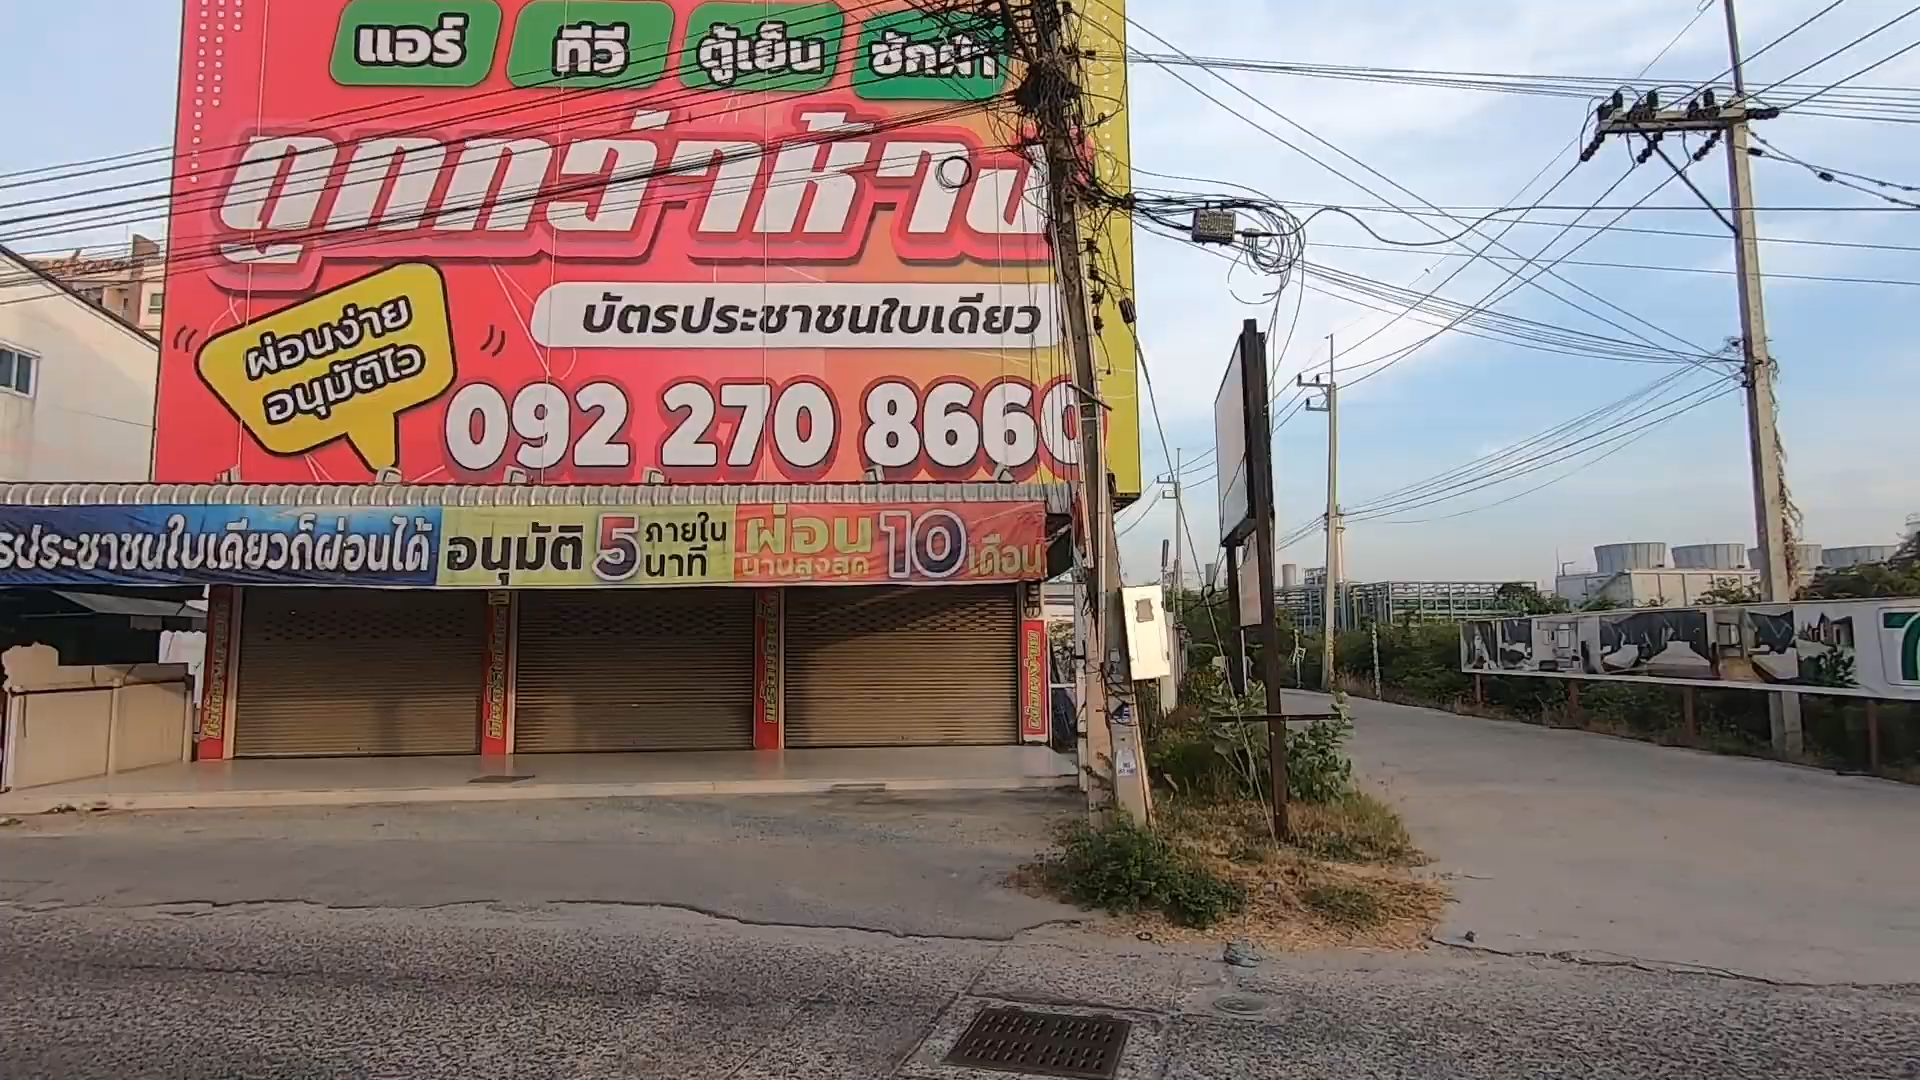 แอร์ ทีวี ตู้เย็น ซักผ้า
ถูกกว่าห้าง
บัตรประชาชนใบเดียว
ผ่อนง่าย
อนุมัติไว
092 270 8660
รประชาชนใบเดียวก็ผ่อนได้
อนุมัติ 5 ภายใน
นาที
ผ่อน 10 เดือน
นานสูงสุด